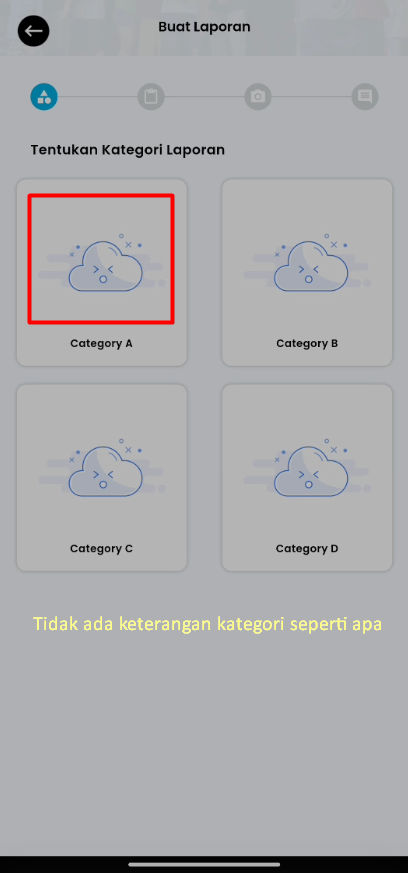 Buat Laporan
Tentukan Kategori Laporan
Category A
Category B
Category C
Category D
Tidak ada keterangan kategori seperti apa